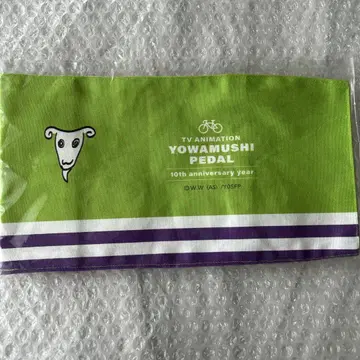 TV ANIMATION
YOWAMUSHI
PEDAL
10th anniversary year